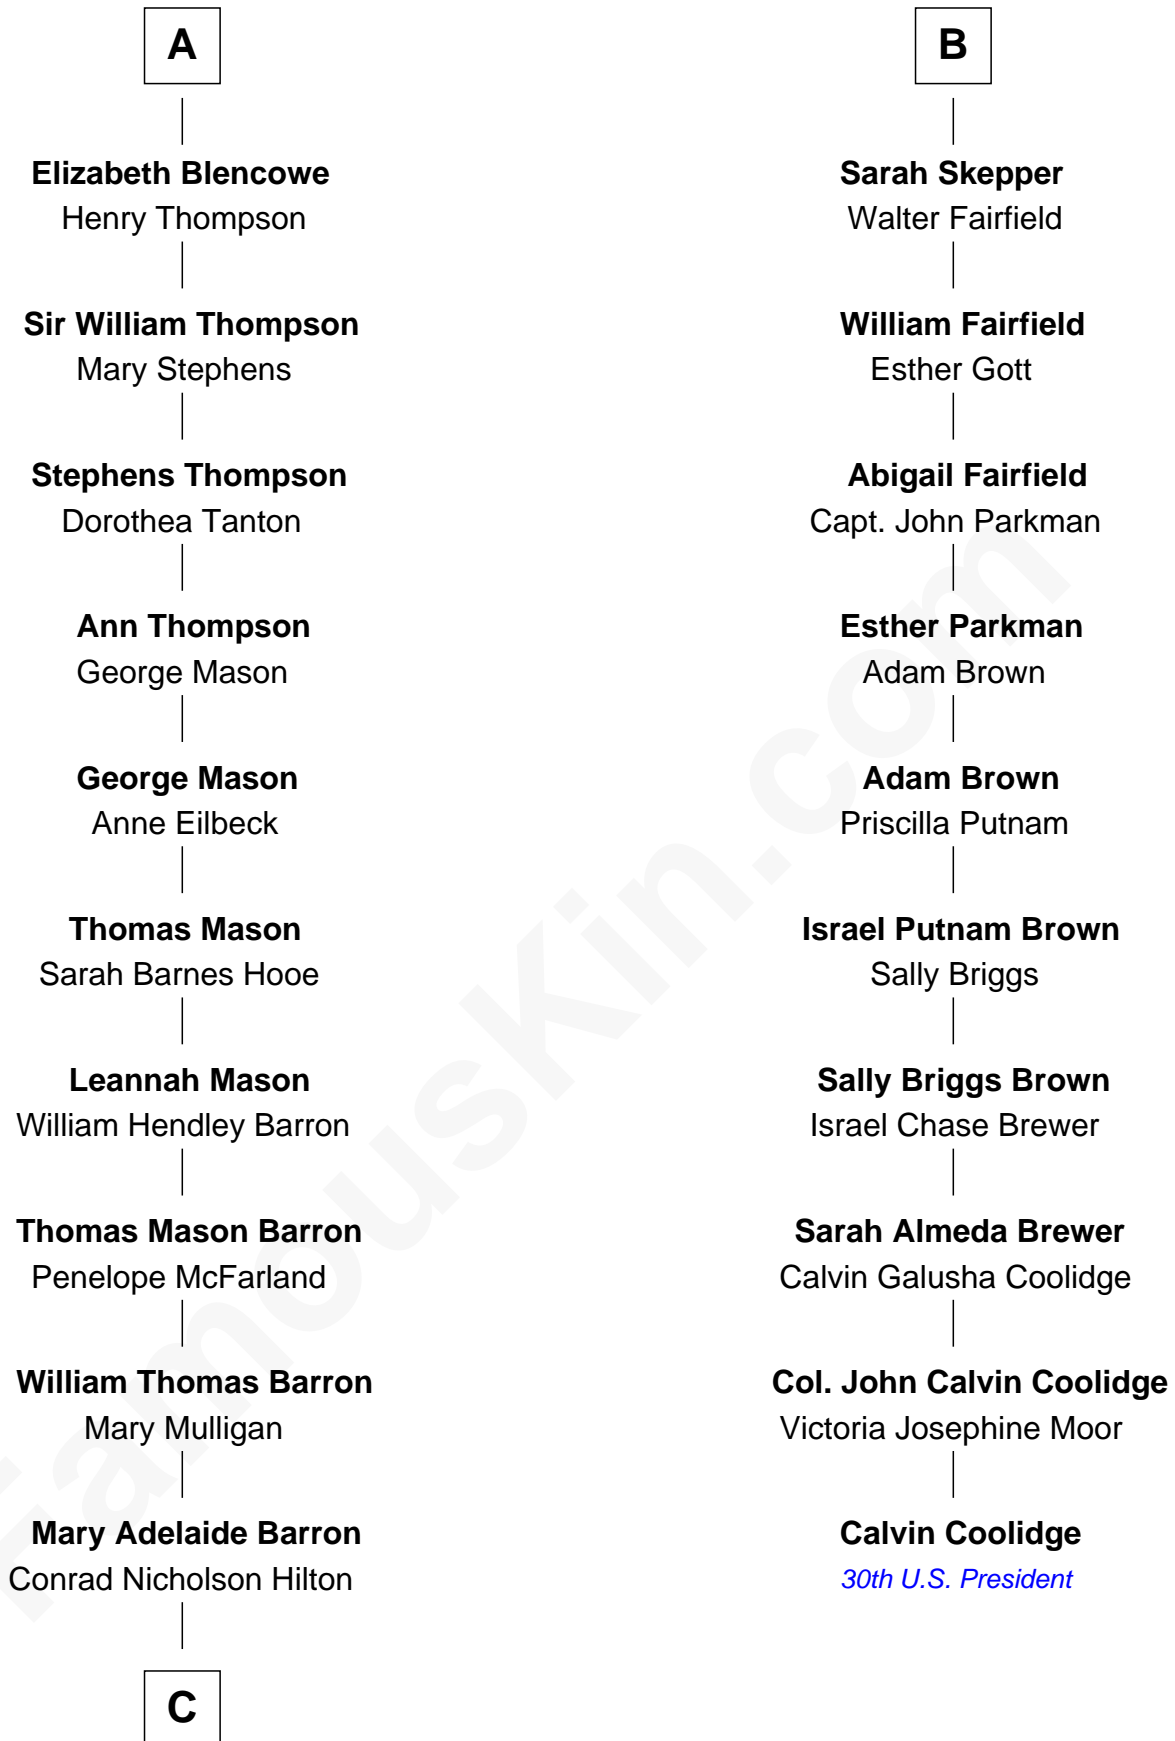 A
Elizabeth Blencowe
Henry Thompson
Sir William Thompson
Mary Stephens
Stephens Thompson
Dorothea Tanton
Ann Thompson
George Mason
George Mason
Anne Eilbeck
Thomas Mason
Sarah Barnes Hooe
Leannah Mason
William Hendley Barron
Thomas Mason Barron
Penelope McFarland
William Thomas Barron
Mary Mulligan
Mary Adelaide Barron
Conrad Nicholson Hilton
C
B
Sarah Skepper
Walter Fairfield
William Fairfield
Esther Gott
Abigail Fairfield
Capt. John Parkman
Esther Parkman
Adam Brown
Adam Brown
Priscilla Putnam
Israel Putnam Brown
Sally Briggs
Sally Briggs Brown
Israel Chase Brewer
Sarah Almeda Brewer
Calvin Galusha Coolidge
Col. John Calvin Coolidge
Victoria Josephine Moor
Calvin Coolidge
30th U.S. President
FamousKin.com